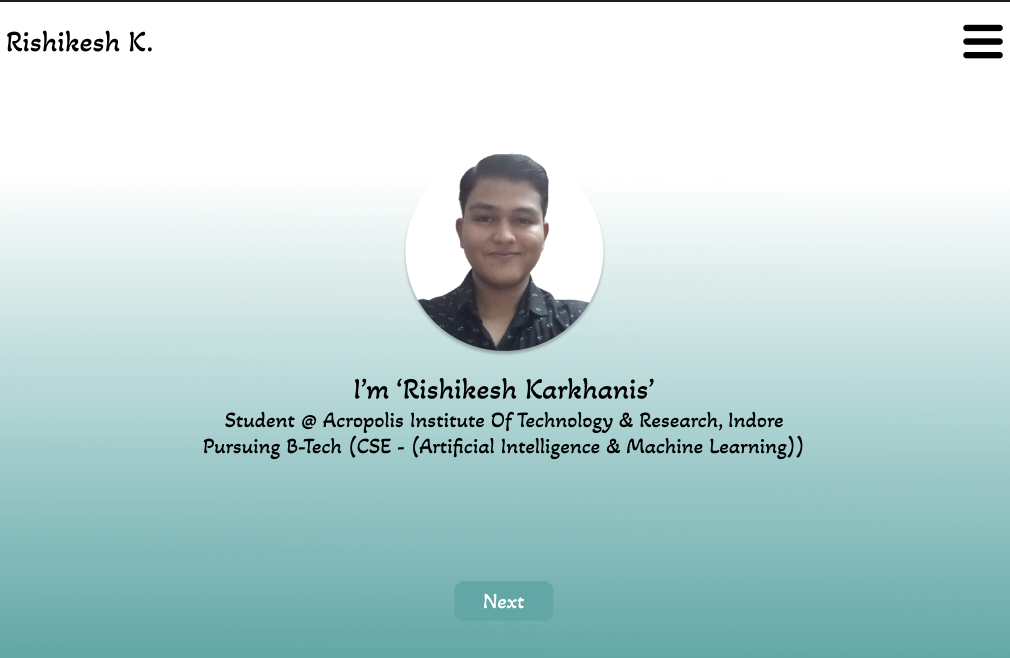 Rishikesh K.
I'm ‘Rishikesh Karkhanis’
Student @ Acropolis Institute Of Technology & Research, Indore
Pursuing B-Tech (CSE - (Artificial Intelligence & Machine Learning))
Next